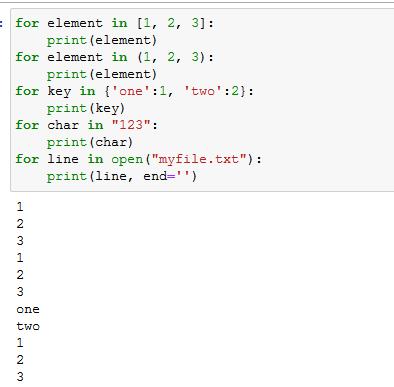 for element in [1, 2, 3]:
    print(element)
for element in (1, 2, 3):
    print(element)
for key in {'one':1, 'two':2}:
    print(key)
for char in "123":
    print(char)
for line in open("myfile.txt"):
    print(line, end='')
1
2
3
1
2
3
one
two
1
2
3